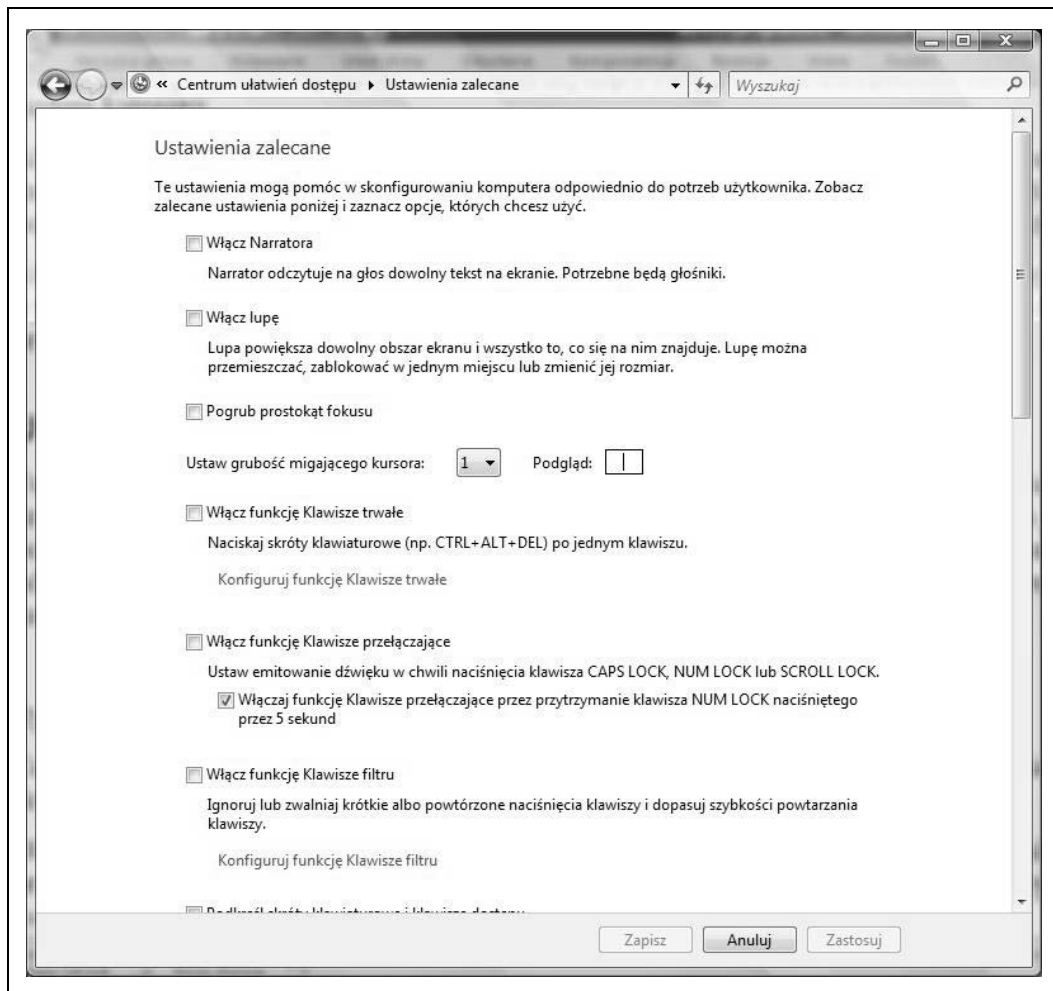 « Centrum ułatwień dostępu ▸ Ustawienia zalecane
Wyszukaj
Ustawienia zalecane
Te ustawienia mogą pomóc w skonfigurowaniu komputera odpowiednio do potrzeb użytkownika. Zobacz
zalecane ustawienia poniżej i zaznacz opcje, których chcesz użyć.
Włącz Narratora
Narrator odczytuje na głos dowolny tekst na ekranie. Potrzebne będą głośniki.
Włącz lupę
Lupa powiększa dowolny obszar ekranu i wszystko to, co się na nim znajduje. Lupę można
przemieszczać, zablokować w jednym miejscu lub zmienić jej rozmiar.
Pogrub prostokąt fokusu
Ustaw grubość migającego kursora: 1 Podgląd:
Włącz funkcję Klawisze trwałe
Naciskaj skróty klawiaturowe (np. CTRL+ALT+DEL) po jednym klawiszu.
Konfiguruj funkcję Klawisze trwałe
Włącz funkcję Klawisze przełączające
Ustaw emitowanie dźwięku w chwili naciśnięcia klawisza CAPS LOCK, NUM LOCK lub SCROLL LOCK.
Włączaj funkcję Klawisze przełączające przez przytrzymanie klawisza NUM LOCK naciśniętego
przez 5 sekund
Włącz funkcję Klawisze filtru
Ignoruj lub zwalniaj krótkie albo powtórzone naciśnięcia klawiszy i dopasuj szybkości powtarzania
klawiszy.
Konfiguruj funkcję Klawisze filtru
Podkreśl skróty klawiaturowe i klawisze dostępu
Zapisz Anuluj Zastosuj